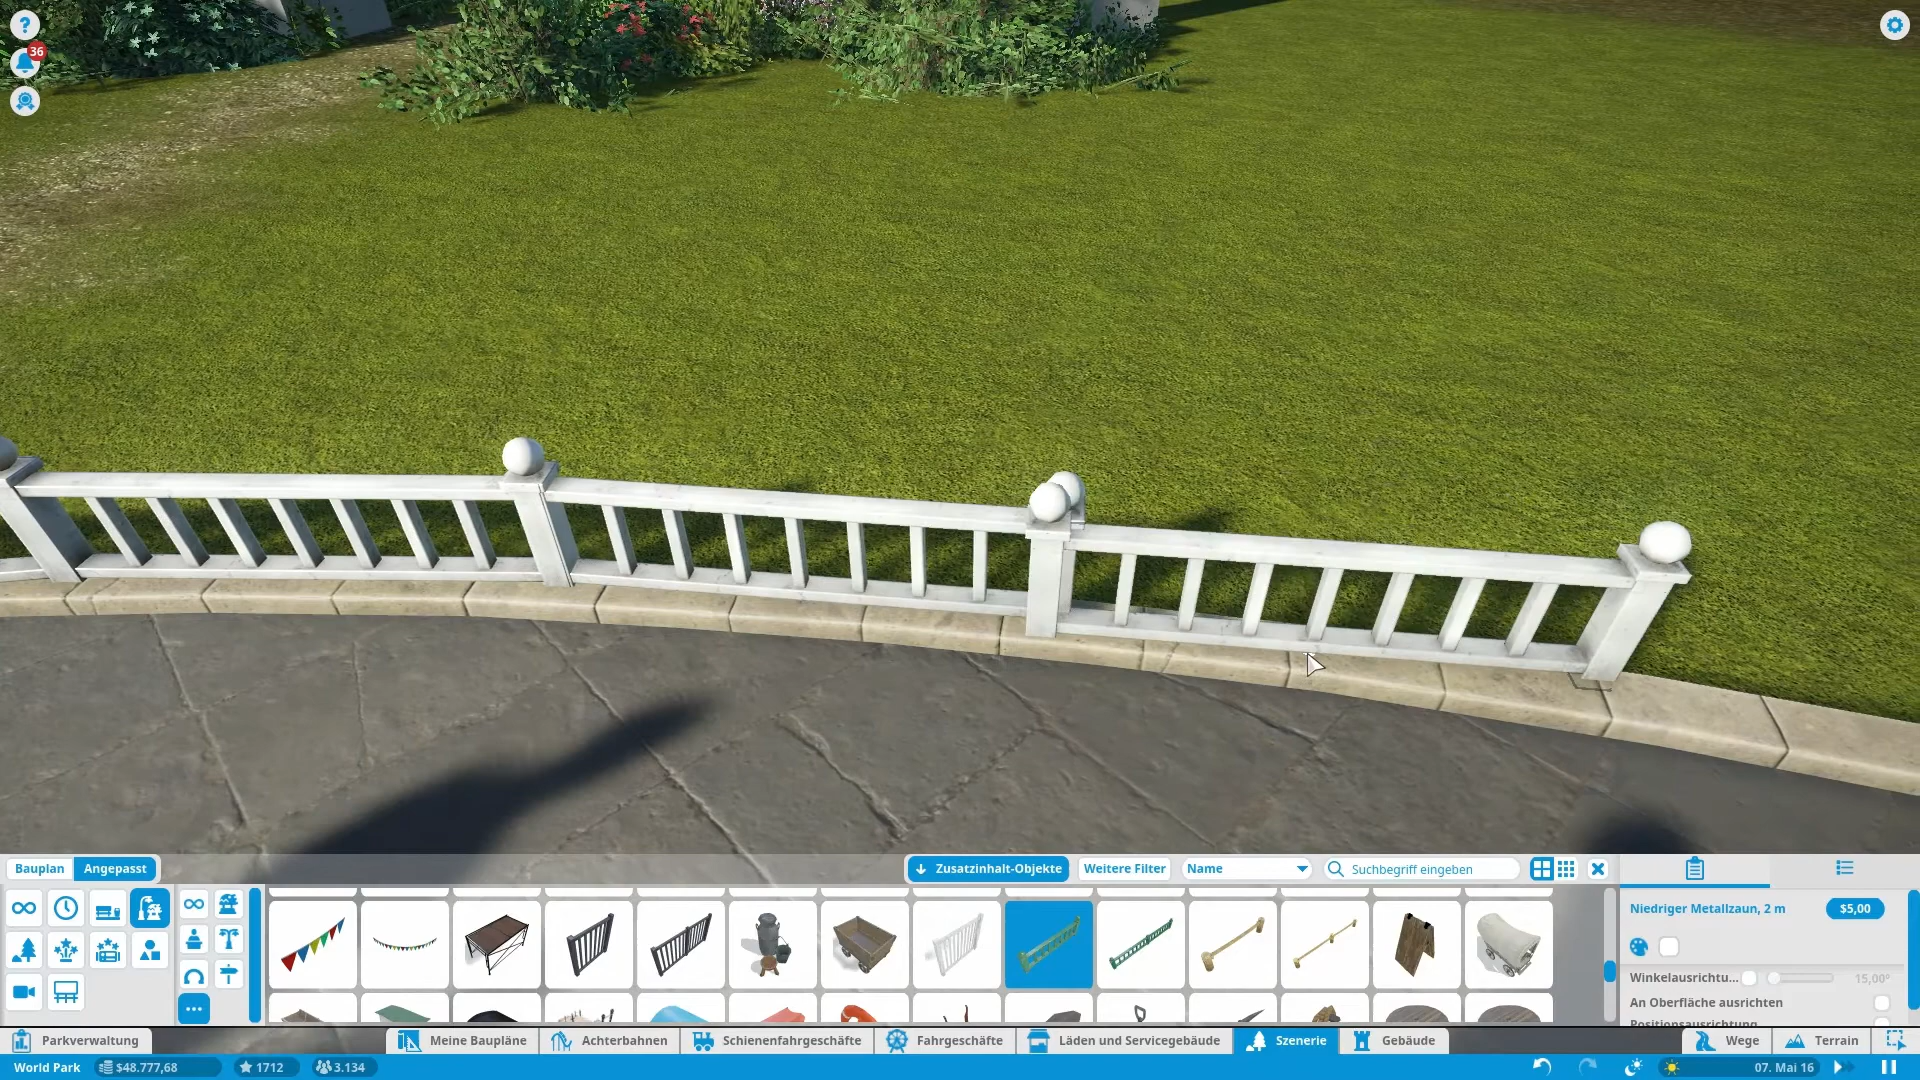 ?
36
Bauplan
Angepasst
Zusatzinhalt-Objekte
Weitere Filter
Name
Suchbegriff eingeben
Niedriger Metallzaun, 2 m
$5,00
Winkelausrichtu...
15,00°
An Oberfläche ausrichten
Positionsausrichtung
Parkverwaltung
Meine Baupläne
Achterbahnen
Schienenfahrgeschäfte
Fahrgeschäfte
Läden und Servicegebäude
Szenerie
Gebäude
Wege
Terrain
World Park
$48.777,68
1712
3.134
07. Mai 16